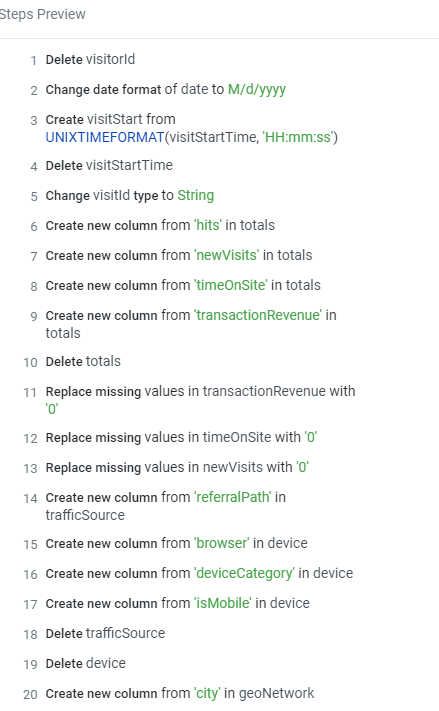 Steps Preview
1 Delete visitorId
2 Change date format of date to M/d/yyyy
3 Create visitStart from
UNIXTIMEFORMAT(visitStartTime, 'HH:mm:ss')
4 Delete visitStartTime
5 Change visitId type to String
6 Create new column from 'hits' in totals
7 Create new column from 'newVisits' in totals
8 Create new column from 'timeOnSite' in totals
9 Create new column from 'transactionRevenue' in
totals
10 Delete totals
11 Replace missing values in transactionRevenue with
'0'
12 Replace missing values in timeOnSite with '0'
13 Replace missing values in newVisits with '0'
14 Create new column from 'referralPath' in
trafficSource
15 Create new column from 'browser' in device
16 Create new column from 'deviceCategory' in device
17 Create new column from 'isMobile' in device
18 Delete trafficSource
19 Delete device
20 Create new column from 'city' in geoNetwork